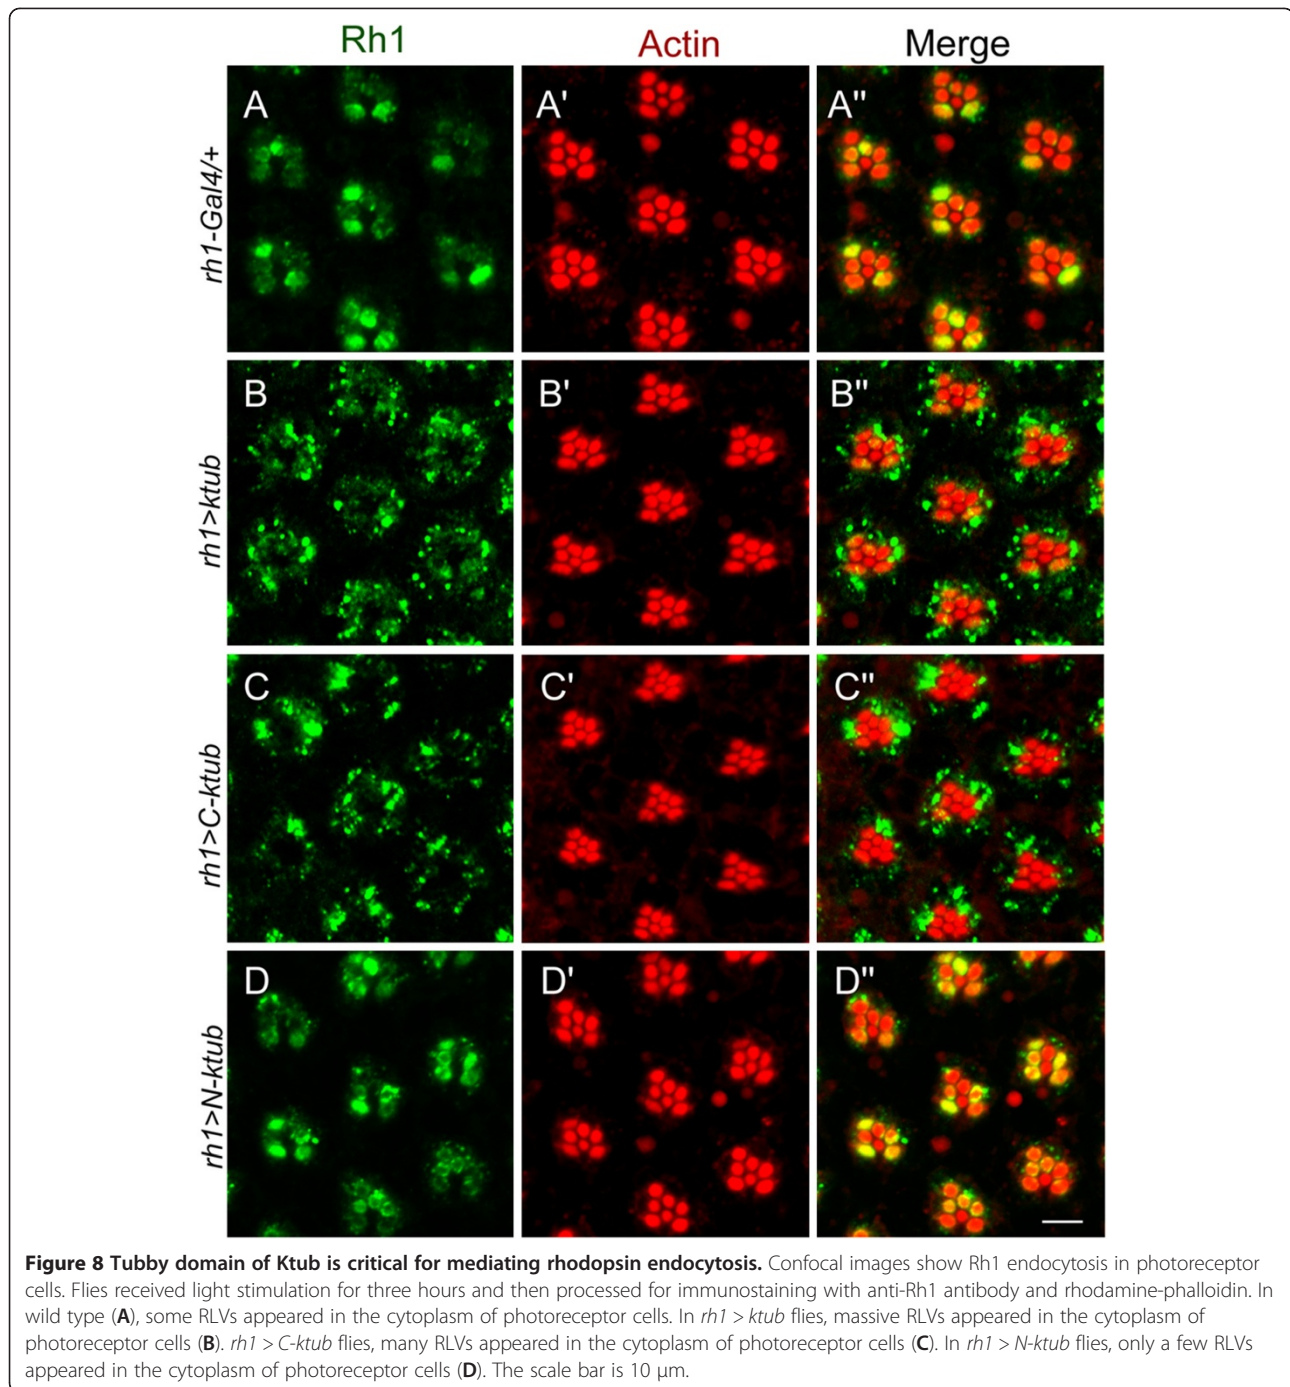 Rh1 Actin Merge
rh1-Gal4/+
A A' A"
rh1>ktub
B B' B"
rh1>C-ktub
C C' C"
rh1>N-ktub
D D' D"
Figure 8 Tubby domain of Ktub is critical for mediating rhodopsin endocytosis. Confocal images show Rh1 endocytosis in photoreceptor
cells. Flies received light stimulation for three hours and then processed for immunostaining with anti-Rh1 antibody and rhodamine-phalloidin. In
wild type (A), some RLVs appeared in the cytoplasm of photoreceptor cells. In rh1 > ktub flies, massive RLVs appeared in the cytoplasm of
photoreceptor cells (B). rh1 > C-ktub flies, many RLVs appeared in the cytoplasm of photoreceptor cells (C). In rh1 > N-ktub flies, only a few RLVs
appeared in the cytoplasm of photoreceptor cells (D). The scale bar is 10 μm.